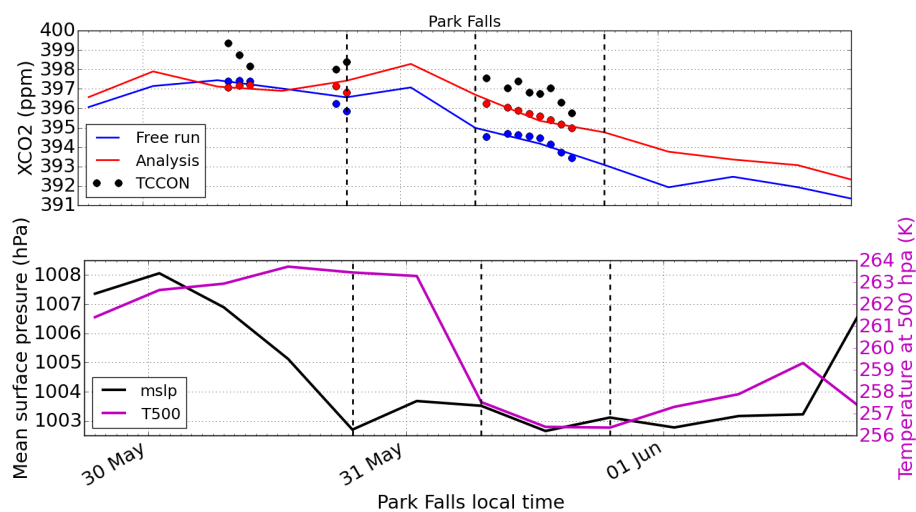 Park Falls
400
399
398
397
396
395
394
393
392
391
XCO2 (ppm)
Free run
Analysis
TCCON
1008
1007
1006
1005
1004
1003
Mean surface presure (hPa)
mslp
T500
264
263
262
261
260
259
258
257
256
Temperature at 500 hpa (K)
30 May
31 May
01 Jun
Park Falls local time